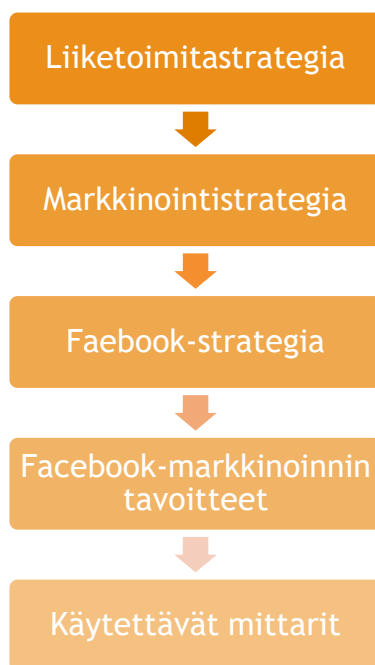 Liiketoimitastrategia
Markkinointistrategia
Faebook-strategia
Facebook-markkinoinnin
tavoitteet
Käytettävät mittarit